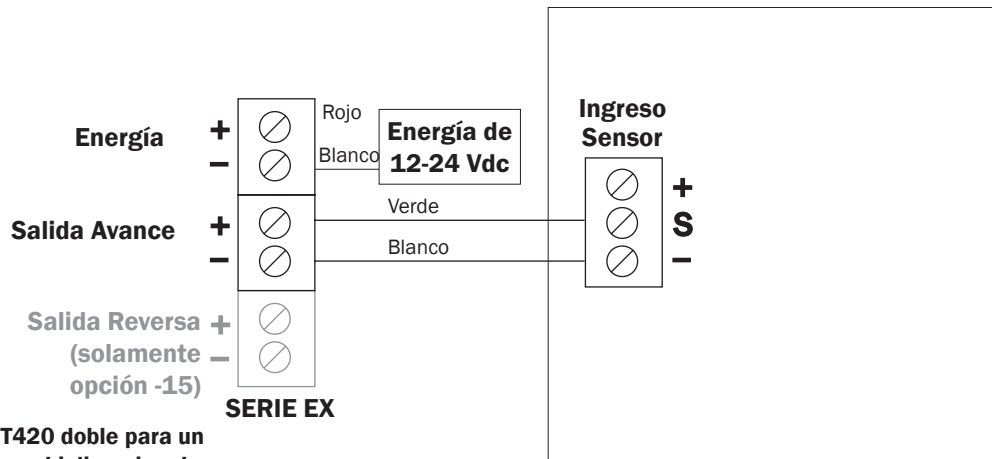 Rojo
Energía
+
−
Blanco
Energía de
12-24 Vdc
Ingreso
Sensor
+
S
−
Verde
Salida Avance
+
−
Blanco
Salida Reversa
(solamente
opción -15)
+
−
SERIE EX
T420 doble para un